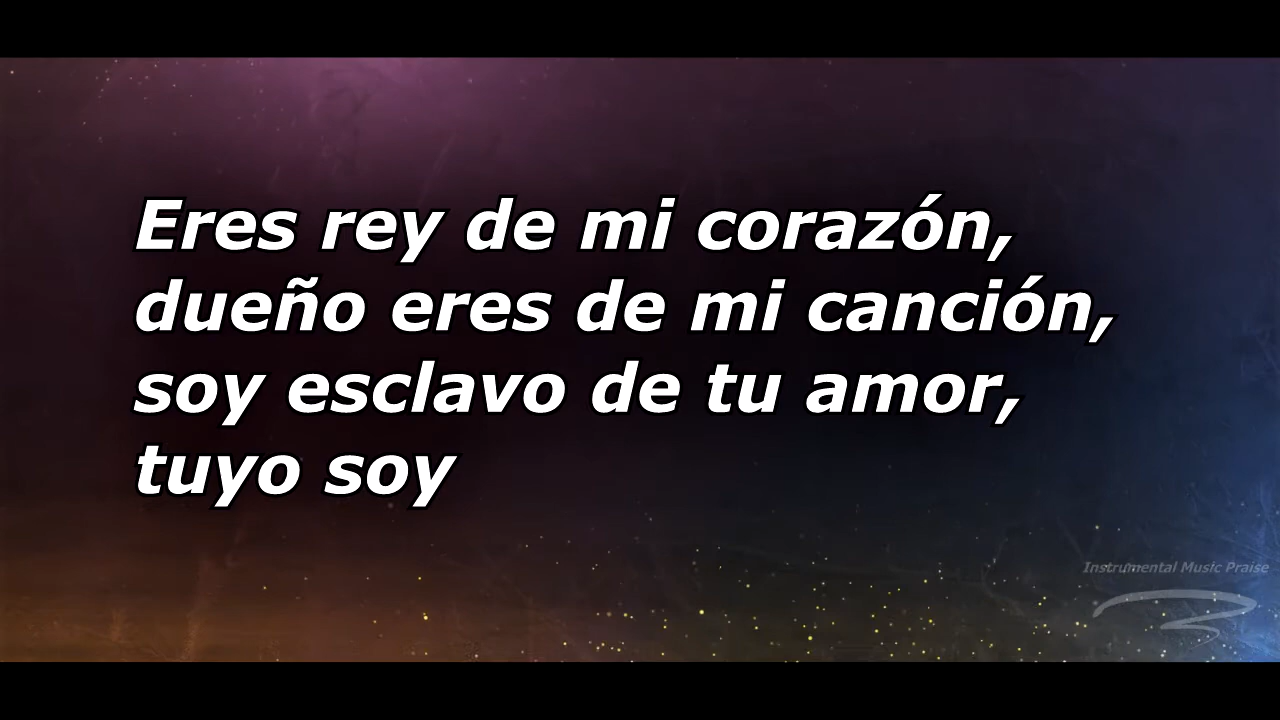 Eres rey de mi corazón,
dueño eres de mi canción,
soy esclavo de tu amor,
tuyo soy
Instrumental Music Praise